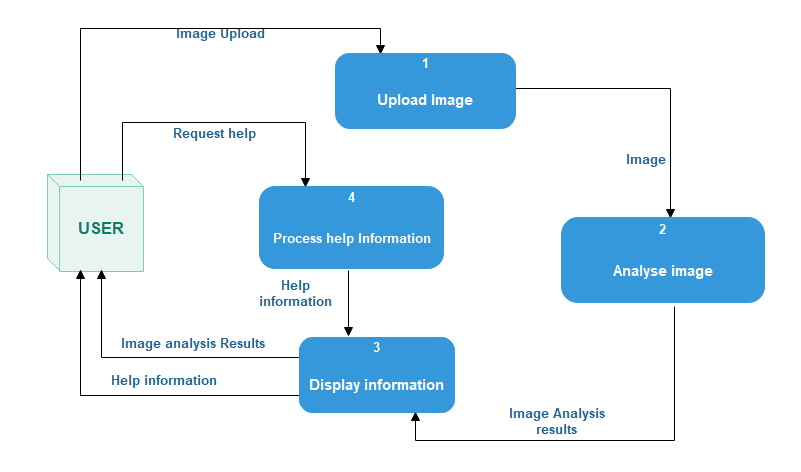 Image Upload
1
Upload Image
Request help
Image
4
Process help Information
USER
2
Analyse image
Help
information
3
Display information
Image analysis Results
Help information
Image Analysis
results